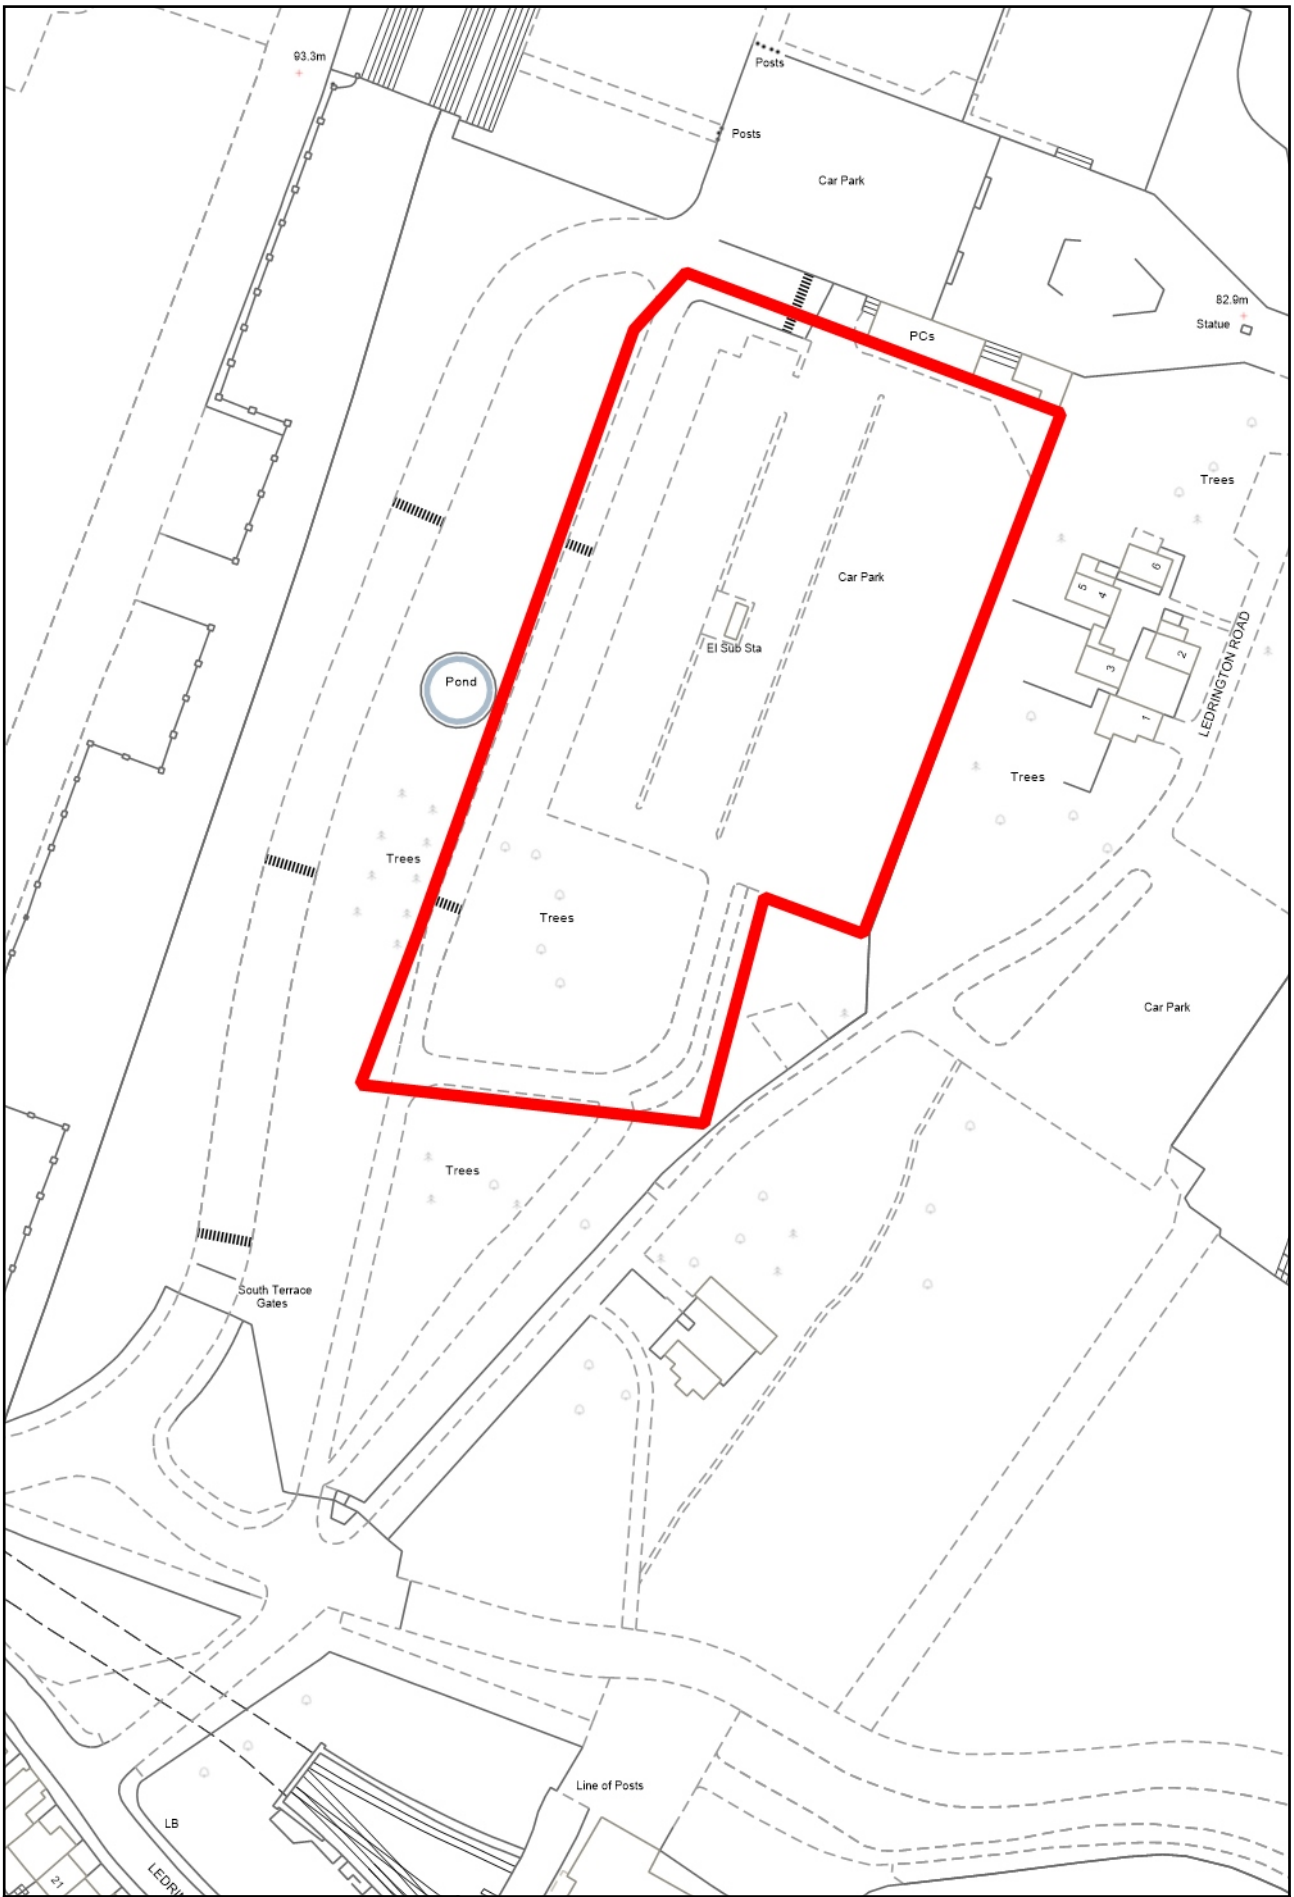 93.3m
Posts
Posts
Car Park
82.9m
Statue
PCs
Trees
Car Park
6
5
4
El Sub Sta
2
3
LEDRINGTON ROAD
Pond
1
Trees
Trees
Trees
Car Park
Trees
South Terrace
Gates
Line of Posts
LB
21